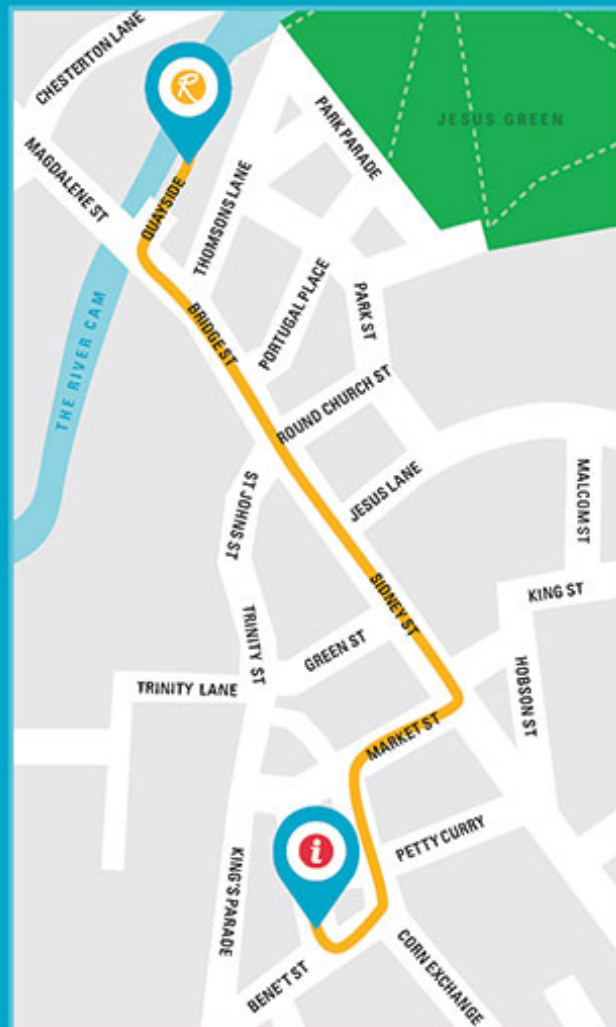 CHESTERTON LANE
R
JESUS GREEN
PARK PARADE
MAGDALENE ST
QUAYSIDE
THOMSONS LANE
PORTUGAL PLACE
PARK ST
BRIDGE ST
THE RIVER CAM
ROUND CHURCH ST
ST JOHNS ST
JESUS LANE
MALCOM ST
SIDNEY ST
KING ST
TRINITY ST
GREEN ST
HOBSON ST
TRINITY LANE
MARKET ST
i
PETTY CURRY
KING'S PARADE
CORN EXCHANGE
BENE'T ST